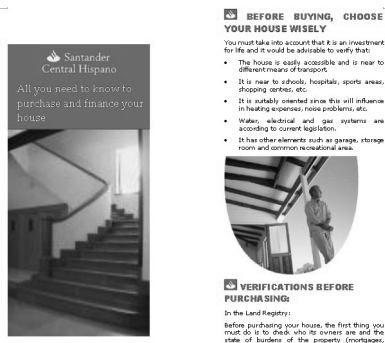 Santander
Central Hispano
All you need to know to
purchase and finance your
house
BEFORE BUYING, CHOOSE
YOUR HOUSE WISELY
You must take into account that it is an investment
for life and it would be advisable to verify that:
• The house is easily accessible and is near to
different means of transport.
• It is near to schools, hospitals, sports areas,
shopping centres, etc.
• It is suitably oriented since this will influence
in heating expenses, noise problems, etc.
• Water, electrical and gas systems are
according to current legislation.
• It has other elements such as garage, storage
room and common recreational area.
VERIFICATIONS BEFORE
PURCHASING:
In the Land Registry:
Before purchasing your house, the first thing you
must do is to check who its owners are and the
state of burdens of the property (mortgages,